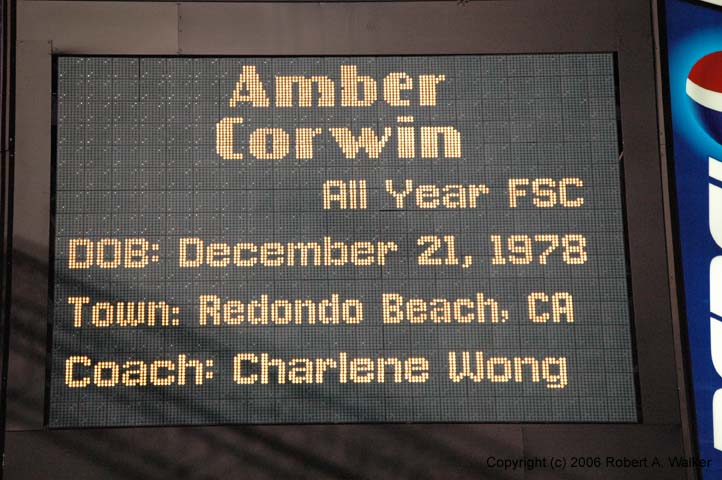 Amber
Corwin
All Year FSC
DOB: December 21, 1978
Town: Redondo Beach, CA
Coach: Charlene Wong
Copyright (c) 2006 Robert A. Walker